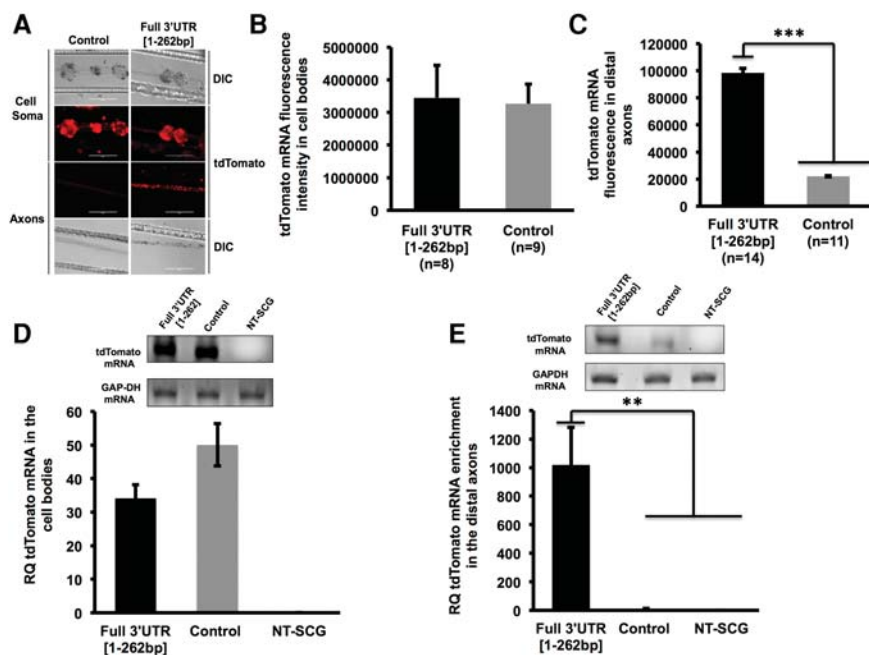 A
Control
Full 3'UTR
[1-262bp]
Cell
Soma
Axons
DIC
tdTomato
DIC
B
tdTomato mRNA fluorescence
intensity in cell bodies
5000000
4000000
3000000
2000000
1000000
0
Full 3'UTR
[1-262bp]
(n=8)
Control
(n=9)
C
tdTomato mRNA
fluorescence in distal
axons
120000
100000
80000
60000
40000
20000
0
***
Full 3'UTR
[1-262bp]
(n=14)
Control
(n=11)
D
Full 3'UTR
[1-262]
Control
NT-SCG
tdTomato
mRNA
GAP-DH
mRNA
RQ tdTomato mRNA in the
cell bodies
60
50
40
30
20
10
0
Full 3'UTR
[1-262bp]
Control
NT-SCG
E
Full 3'UTR
[1-262bp]
Control
NT-SCG
tdTomato
mRNA
GAPDH
mRNA
RQ tdTomato mRNA enrichment
in the distal axons
1400
1200
1000
800
600
400
200
0
**
Full 3'UTR
[1-262bp]
Control
NT-SCG